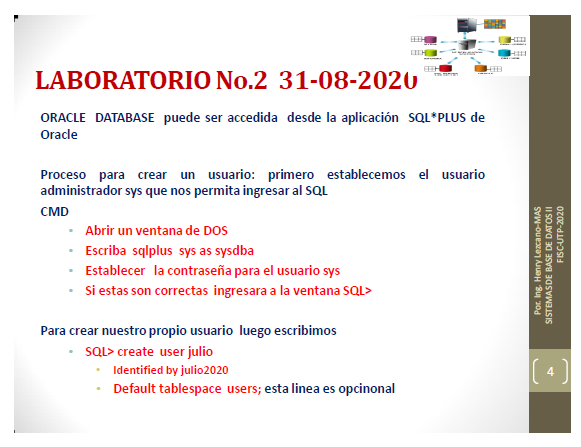 LABORATORIO No.2 31-08-2020
ORACLE DATABASE puede ser accedida desde la aplicación SQL*PLUS de
Oracle
Proceso para crear un usuario: primero establecemos el usuario
administrador sys que nos permita ingresar al SQL
CMD
• Abrir un ventana de DOS
• Escriba sqlplus sys as sysdba
• Establecer la contraseña para el usuario sys
• Si estas son correctas ingresara a la ventana SQL>
Para crear nuestro propio usuario luego escribimos
• SQL> create user julio
• Identified by julio2020
• Default tablespace users; esta linea es opcinonal
Por. Ing. Henry Lezcano-MAS
SISTEMAS DE BASE DE DATOS II
FISC-UTP-2020
4